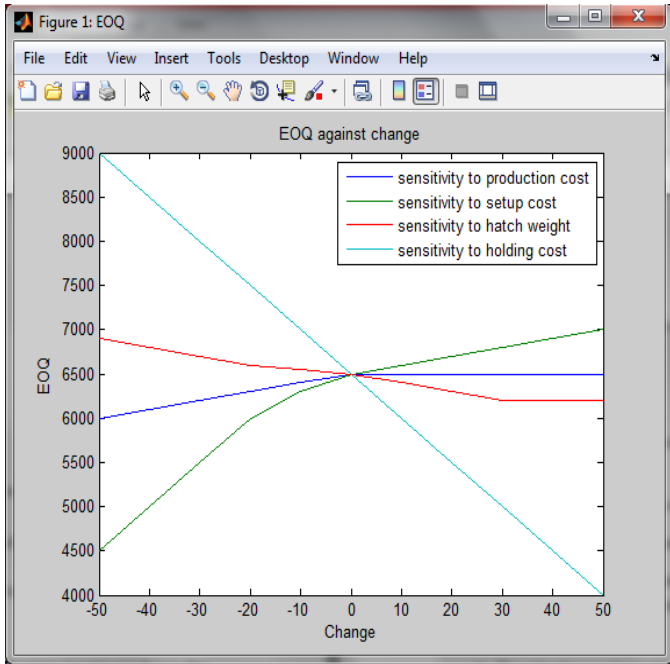 Figure 1: EOQ
File Edit View Insert Tools Desktop Window Help
EOQ against change
9000
8500
8000
7500
7000
6500
6000
5500
5000
4500
4000
EOQ
sensitivity to production cost
sensitivity to setup cost
sensitivity to hatch weight
sensitivity to holding cost
-50 -40 -30 -20 -10 0 10 20 30 40 50
Change